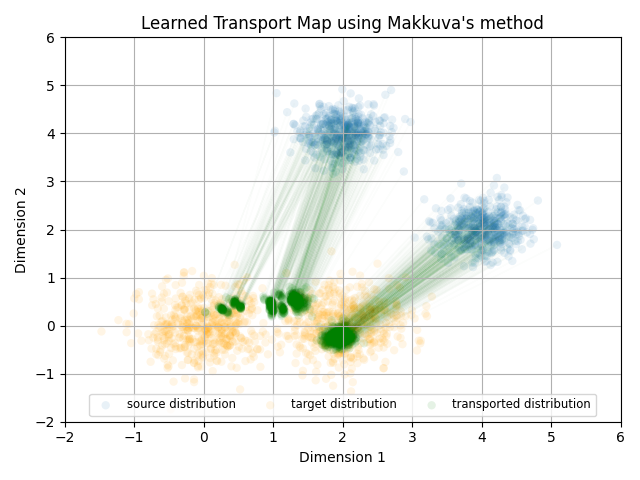 Learned Transport Map using Makkuva's method
6
5
4
3
2
1
0
−1
−2
Dimension 2
source distribution target distribution transported distribution
−2 −1 0 1 2 3 4 5 6
Dimension 1